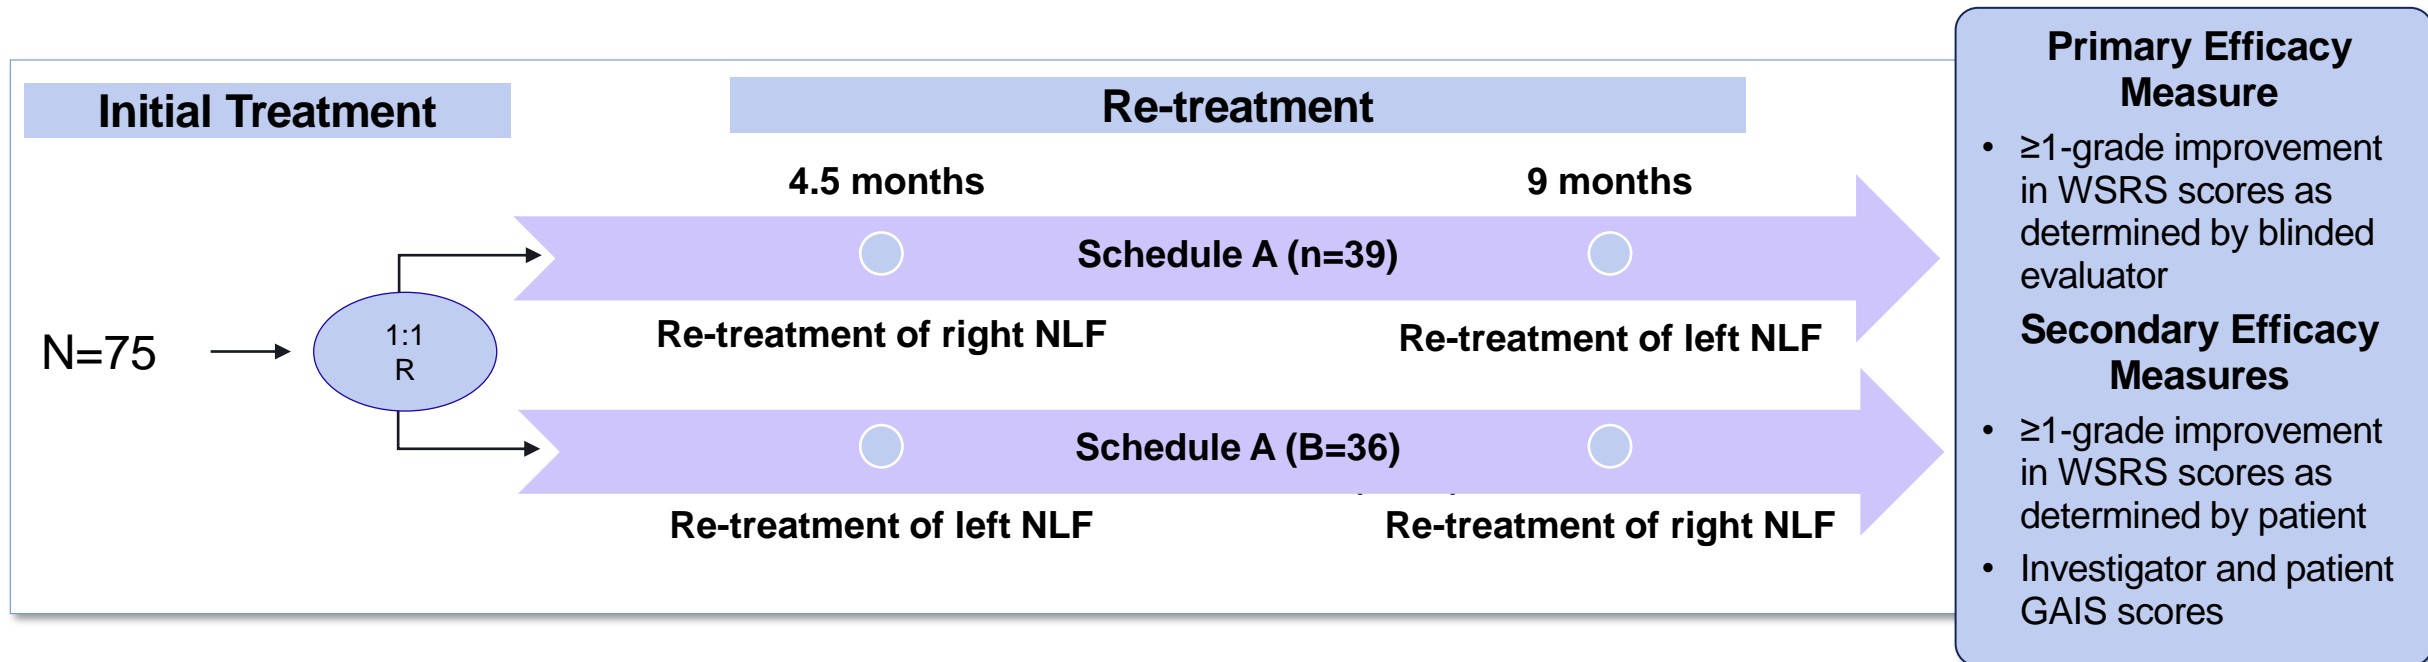 Initial Treatment
Re-treatment
4.5 months
9 months
Schedule A (n=39)
Re-treatment of right NLF
Re-treatment of left NLF
N=75
1:1
R
Schedule A (B=36)
Re-treatment of left NLF
Re-treatment of right NLF
Primary Efficacy
Measure
• ≥1-grade improvement
in WSRS scores as
determined by blinded
evaluator
Secondary Efficacy
Measures
• ≥1-grade improvement
in WSRS scores as
determined by patient
• Investigator and patient
GAIS scores